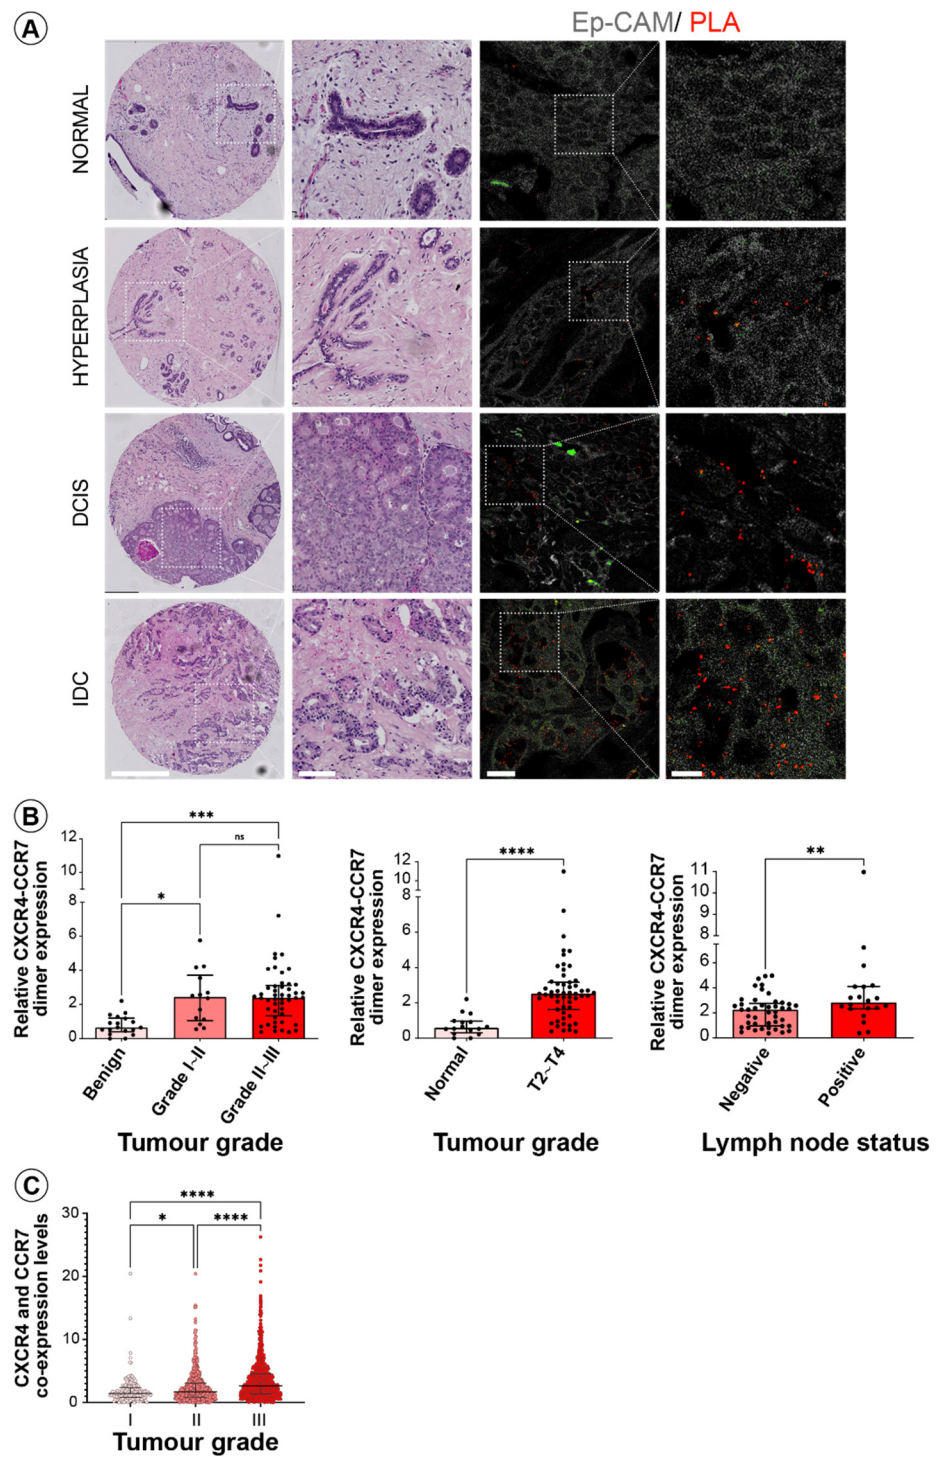 A
Ep-CAM/ PLA
NORMAL
HYPERPLASIA
DCIS
IDC
B
Relative CXCR4-CCR7
dimer expression
12
10
8
6
4
2
0
***
ns
*
Benign
Grade I~II
Grade II~III
Tumour grade
Relative CXCR4-CCR7
dimer expression
12
10
8
6
4
2
0
****
Normal
T2~T4
Tumour grade
Relative CXCR4-CCR7
dimer expression
11
10
9
8
6
4
2
0
**
Negative
Positive
Lymph node status
C
CXCR4 and CCR7
co-expression levels
30
20
10
0
****
*
****
I
II
III
Tumour grade